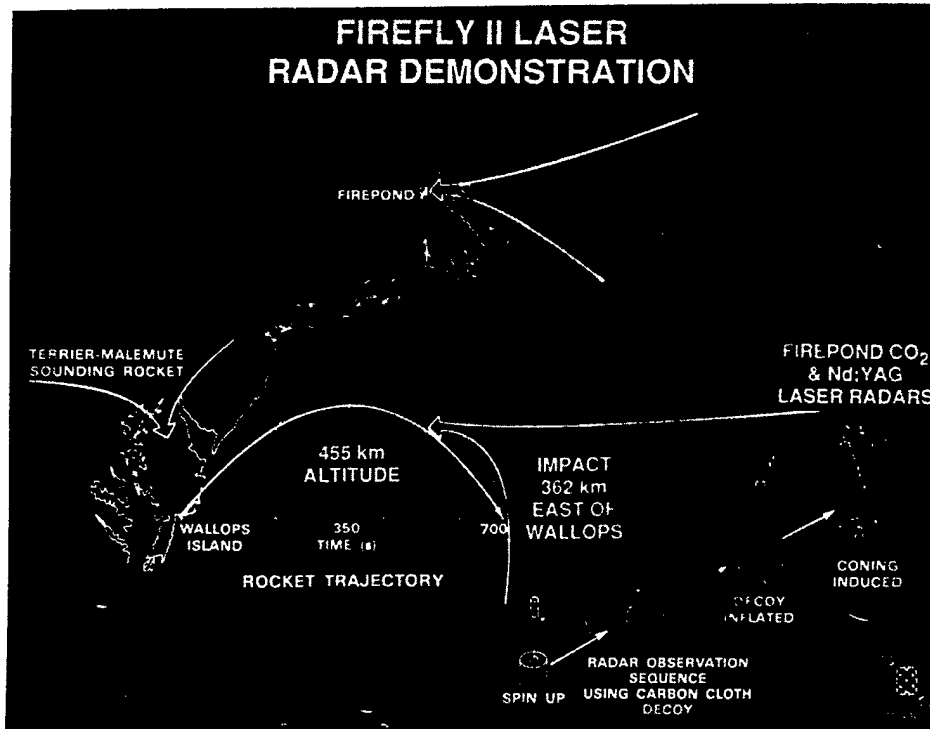 FIREFLY II LASER
RADAR DEMONSTRATION
FIREPOND
TERRIER-MALEMUTE
SOUNDING ROCKET
FIREPOND CO₂
& Nd:YAG
LASER RADARS
455 km
ALTITUDE
IMPACT
362 km
EAST OF
WALLOPS
WALLOPS
ISLAND
350
TIME (s)
700
ROCKET TRAJECTORY
CONING
INDUCED
DECOY
INFLATED
SPIN UP
RADAR OBSERVATION
SEQUENCE
USING CARBON CLOTH
DECOY